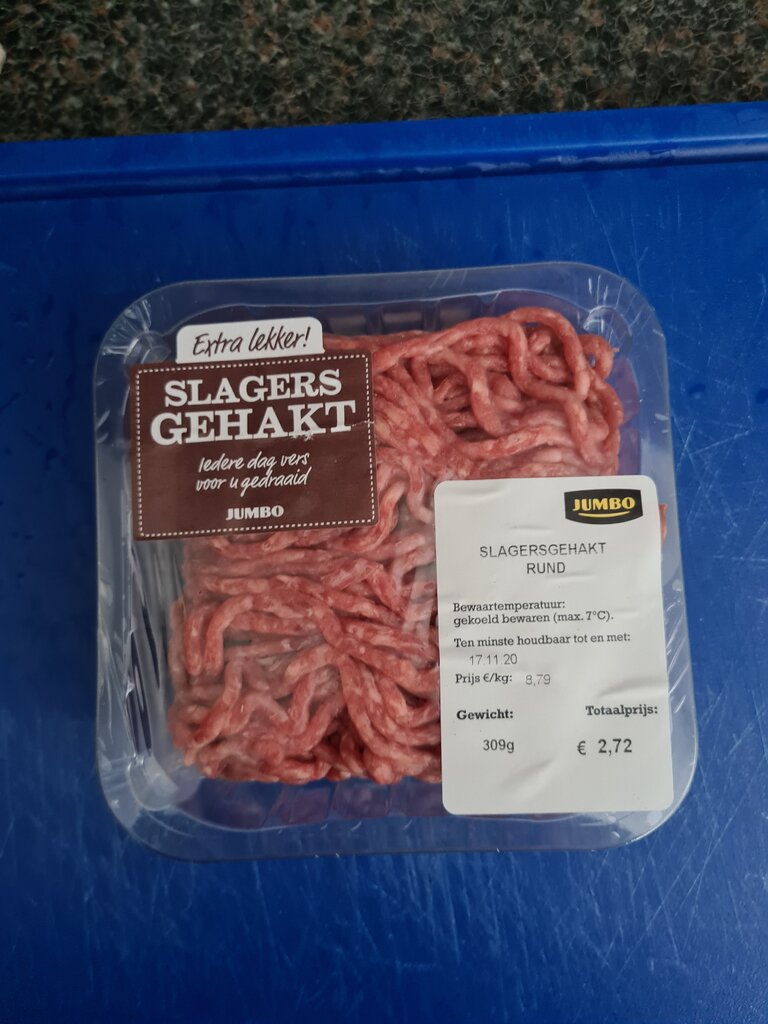 Extra lekker!
SLAGERS
GEHAKT
Iedere dag vers
voor u gedraaid
JUMBO
JUMBO
SLAGERSGEHAKT
RUND
Bewaartemperatuur:
gekoeld bewaren (max. 7°C).
Ten minste houdbaar tot en met:
17.11.20
Prijs €/kg: 8,79
Gewicht: Totaalprijs:
309g € 2,72